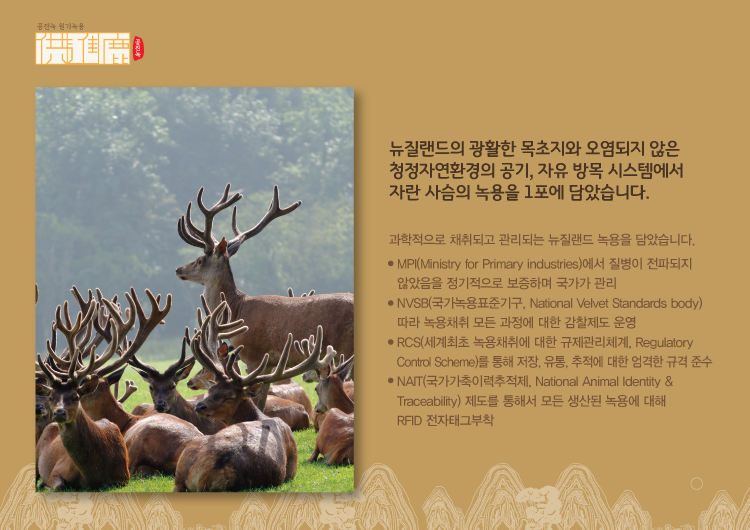 공진녹 원기녹용
供進鹿
뉴질랜드의 광활한 목초지와 오염되지 않은
청정자연환경의 공기, 자유 방목 시스템에서
자란 사슴의 녹용을 1포에 담았습니다.
과학적으로 채취되고 관리되는 뉴질랜드 녹용을 담았습니다.
• MPI(Ministry for Primary industries)에서 질병이 전파되지
않았음을 정기적으로 보증하며 국가가 관리
• NVSB(국가녹용표준기구, National Velvet Standards body)
따라 녹용채취 모든 과정에 대한 감찰제도 운영
• RCS(세계최초 녹용채취에 대한 규제관리체계, Regulatory
Control Scheme)를 통해 저장, 유통, 추적에 대한 엄격한 규격 준수
• NAIT(국가가축이력추적제, National Animal Identity &
Traceability) 제도를 통해서 모든 생산된 녹용에 대해
RFID 전자태그부착